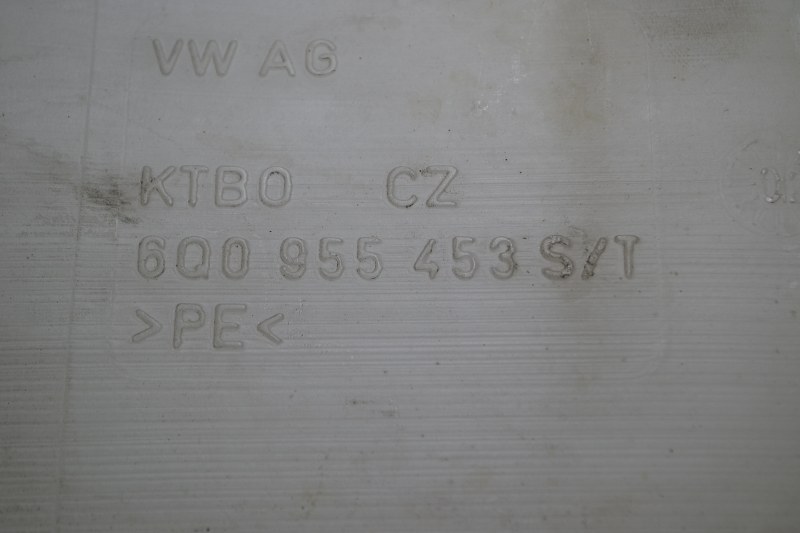 VW AG
KTBO CZ
6Q0 955 453 S/T
>PE<